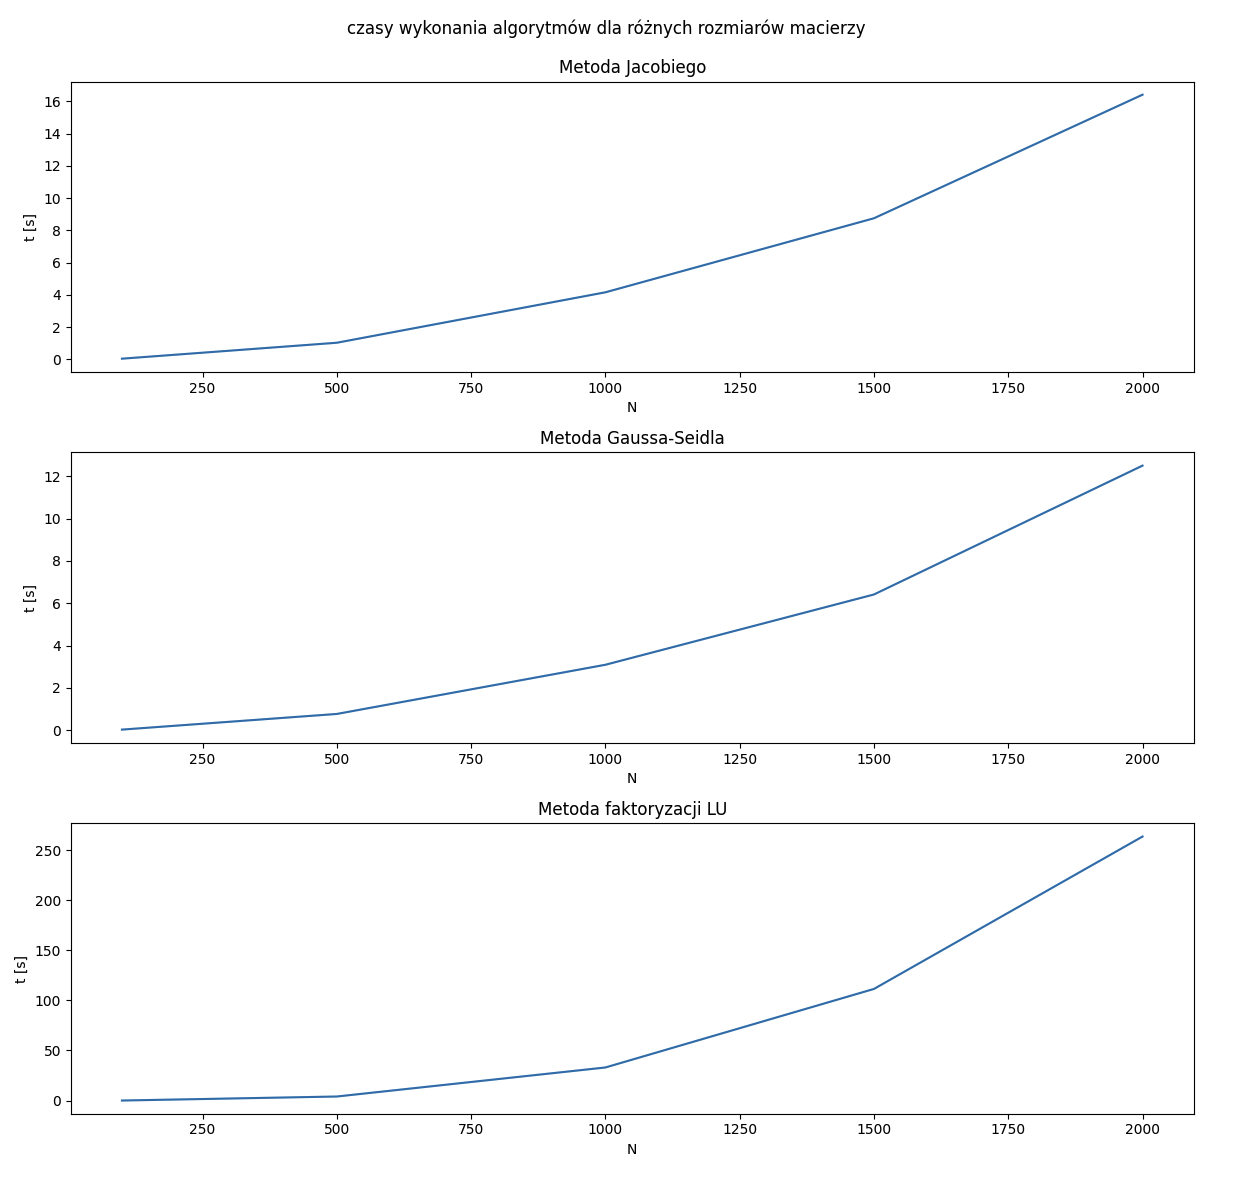 czasy wykonania algorytmów dla różnych rozmiarów macierzy
Metoda Jacobiego
16
14
12
10
8
6
4
2
0
t [s]
250 500 750 1000 1250 1500 1750 2000
N
Metoda Gaussa-Seidla
12
10
8
6
4
2
0
t [s]
250 500 750 1000 1250 1500 1750 2000
N
Metoda faktoryzacji LU
250
200
150
100
50
0
t [s]
250 500 750 1000 1250 1500 1750 2000
N